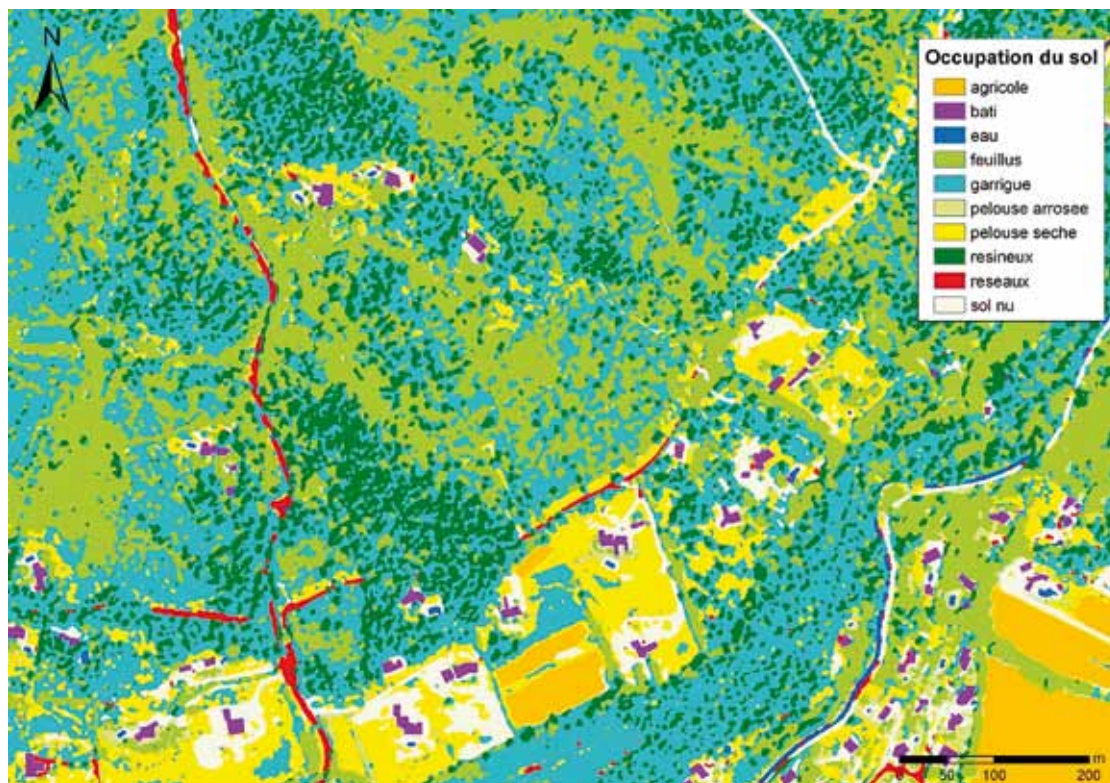 N
Occupation du sol
agricole
bati
eau
feuillus
garrigue
pelouse arrosee
pelouse seche
resineux
reseaux
sol nu
m
0 50 100 200